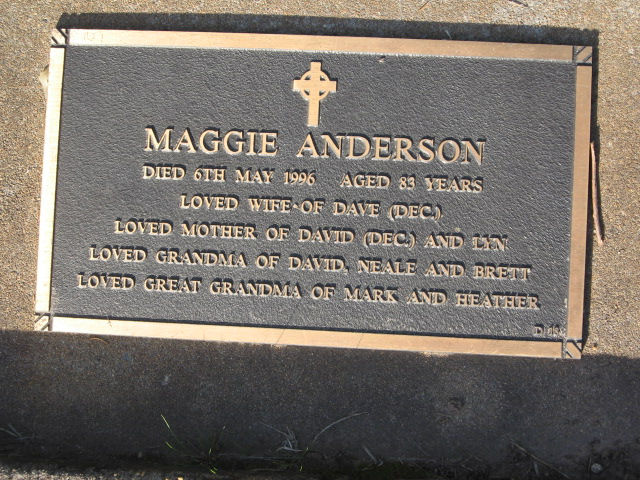 MAGGIE ANDERSON
DIED 6TH MAY 1996 AGED 83 YEARS
LOVED WIFE OF DAVE (DEC.)
LOVED MOTHER OF DAVID (DEC.) AND LYN
LOVED GRANDMA OF DAVID, NEALE AND BRETT
LOVED GREAT GRANDMA OF MARK AND HEATHER